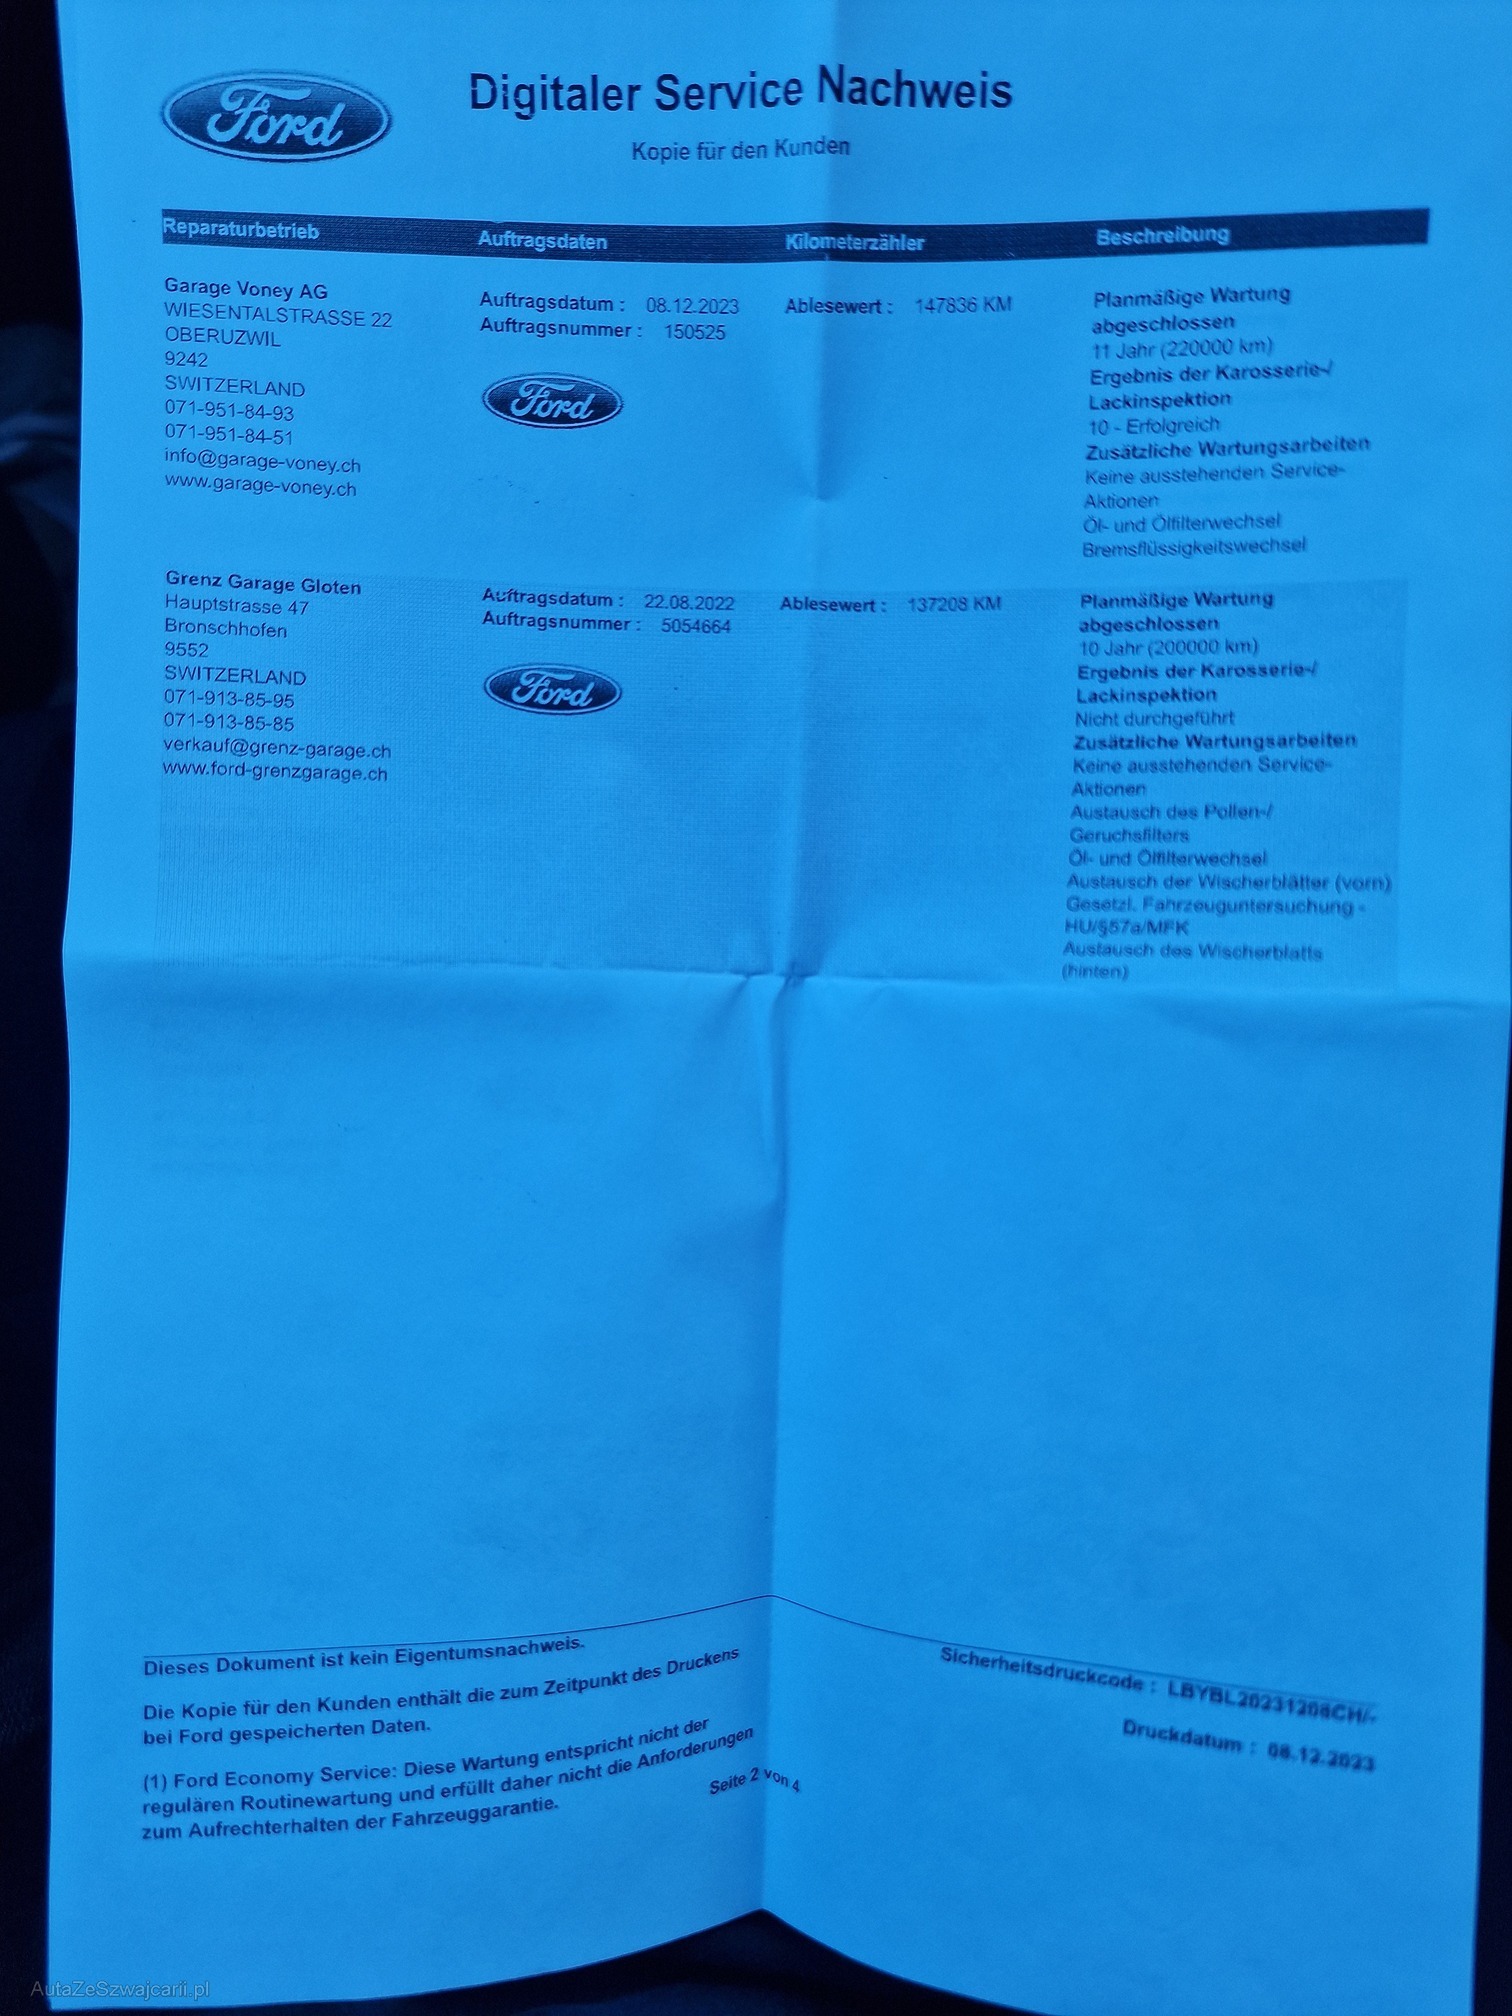 Ford
Digitaler Service Nachweis
Kopie für den Kunden
Reparaturbetrieb
Auftragsdaten
Kilometerzähler
Beschreibung
Garage Voney AG
WIESENTALSTRASSE 22
OBERUZWIL
9242
SWITZERLAND
071-951-84-93
071-951-84-51
info@garage-voney.ch
www.garage-voney.ch
Auftragsdatum : 08.12.2023
Auftragsnummer : 150525
Ford
Ablesewert : 147836 KM
Planmäßige Wartung
abgeschlossen
11 Jahr (220000 km)
Ergebnis der Karosserie-/
Lackinspektion
10 - Erfolgreich
Zusätzliche Wartungsarbeiten
Keine ausstehenden Service-
Aktionen
Öl- und Ölfilterwechsel
Bremsflüssigkeitswechsel
Grenz Garage Gloten
Hauptstrasse 47
Bronschhofen
9552
SWITZERLAND
071-913-85-95
071-913-85-85
verkauf@grenz-garage.ch
www.ford-grenzgarage.ch
Auftragsdatum : 22.08.2022
Auftragsnummer : 5054664
Ford
Ablesewert : 137208 KM
Planmäßige Wartung
abgeschlossen
10 Jahr (200000 km)
Ergebnis der Karosserie-/
Lackinspektion
Nicht durchgeführt
Zusätzliche Wartungsarbeiten
Keine ausstehenden Service-
Aktionen
Austausch des Pollen-/
Geruchsfilters
Öl- und Ölfilterwechsel
Austausch der Wischerblätter (vorn)
Gesetzl. Fahrzeuguntersuchung -
HU/§57a/MFK
Austausch des Wischerblatts
(hinten)
Dieses Dokument ist kein Eigentumsnachweis.
Die Kopie für den Kunden enthält die zum Zeitpunkt des Druckens
bei Ford gespeicherten Daten.
(1) Ford Economy Service: Diese Wartung entspricht nicht der
regulären Routinewartung und erfüllt daher nicht die Anforderungen
zum Aufrechterhalten der Fahrzeuggarantie.
Seite 2 von 4
Sicherheitsdruckcode : LBYBL20231208CH/-
Druckdatum : 08.12.2023
AutaZeSzwajcarii.pl